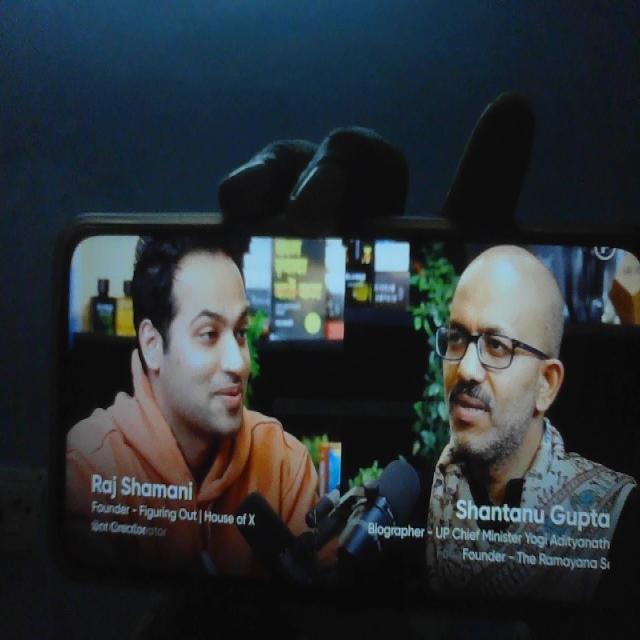 Raj Shamani
Founder - Figuring Out | House of X
Shantanu Gupta
Biographer - UP Chief Minister Yogi Adityanath
Founder - The Ramayana